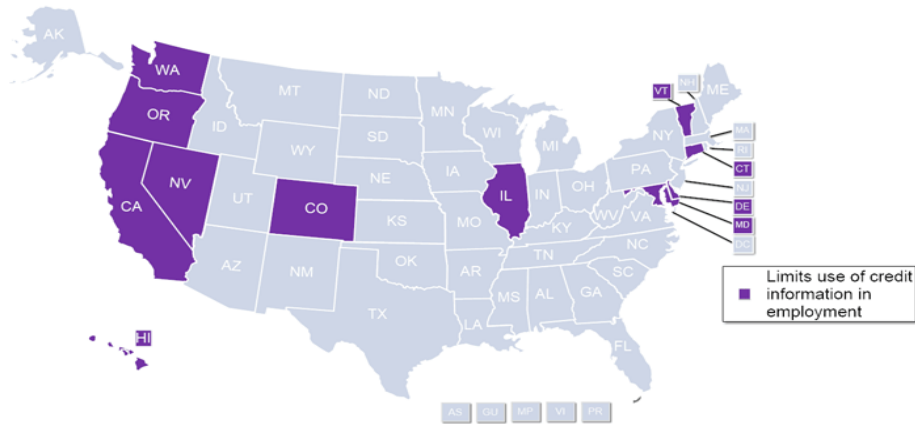 AK
WA
MT
ND
MN
VT
NH
ME
OR
ID
SD
WI
NY
MA
WY
MI
RI
IA
PA
CT
NV
NE
NJ
CA
UT
CO
IL
IN
OH
DE
KS
MO
WV
VA
MD
KY
DC
NC
TN
AZ
NM
OK
AR
SC
MS
AL
GA
TX
LA
FL
HI
Limits use of credit
information in
employment
AS
GU
MP
VI
PR